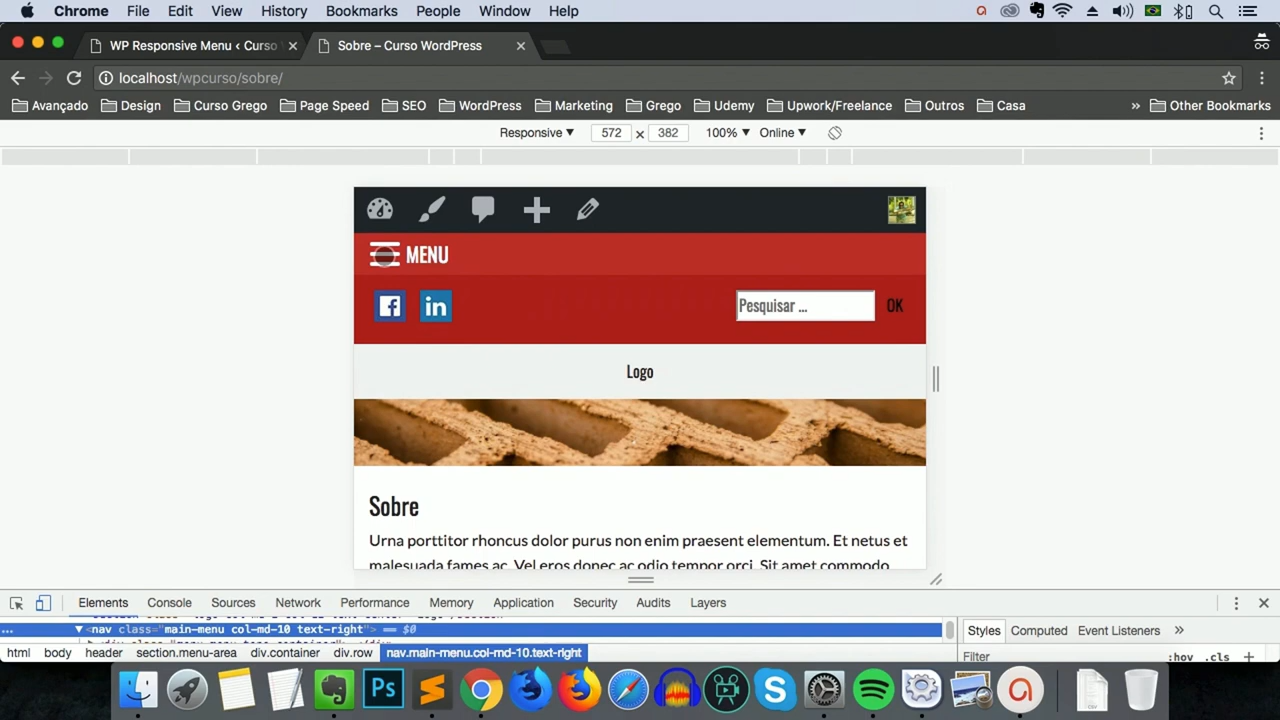 Chrome File Edit View History Bookmarks People Window Help
WP Responsive Menu ‹ Curso
Sobre – Curso WordPress
localhost/wpcurso/sobre/
Avançado Design Curso Grego Page Speed SEO WordPress Marketing Grego Udemy Upwork/Freelance Outros Casa » Other Bookmarks
Responsive 572 × 382 100% Online
MENU
Pesquisar ... OK
Logo
Sobre
Urna porttitor rhoncus dolor purus non enim praesent elementum. Et netus et
malesuada fames ac. Vel eros donec ac odio tempor orci. Sit amet commodo
Elements Console Sources Network Performance Memory Application Security Audits Layers
... <nav class="main-menu col-md-10 text-right"> == $0
Styles Computed Event Listeners »
html body header section.menu-area div.container div.row nav.main-menu.col-md-10.text-right
Filter :hov .cls +
Ps